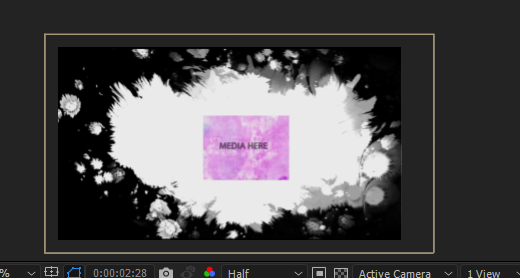 MEDIA HERE
%
0:00:02:28
Half
Active Camera
1 View